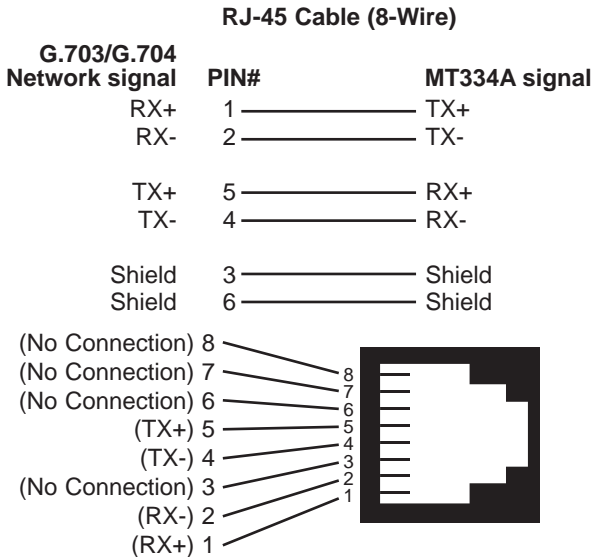 RJ-45 Cable (8-Wire)
G.703/G.704
Network signal PIN# MT334A signal
RX+ 1 TX+
RX- 2 TX-
TX+ 5 RX+
TX- 4 RX-
Shield 3 Shield
Shield 6 Shield
(No Connection) 8 8
(No Connection) 7 7
(No Connection) 6 6
(TX+) 5 5
(TX-) 4 4
(No Connection) 3 3
(RX-) 2 2
(RX+) 1 1